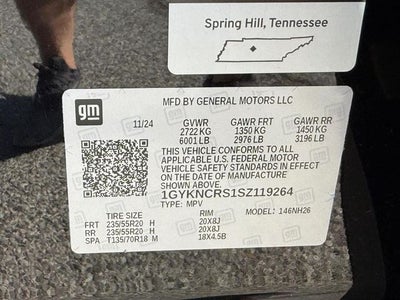 Spring Hill, Tennessee
gm
MFD BY GENERAL MOTORS LLC
11/24 GVWR GAWR FRT GAWR RR
2722 KG 1350 KG 1450 KG
6001 LB 2976 LB 3196 LB
THIS VEHICLE CONFORMS TO ALL
APPLICABLE U.S. FEDERAL MOTOR
VEHICLE SAFETY STANDARDS IN EFFECT
ON THE DATE OF MANUFACTURE
SHOWN ABOVE.
1GYKNCRS1SZ119264
TYPE: MPV MODEL: 146NH26
TIRE SIZE RIM
FRT 235/55R20 H 20X8J
RR 235/55R20 H 20X8J
SPA T135/70R18 M 18X4.5B